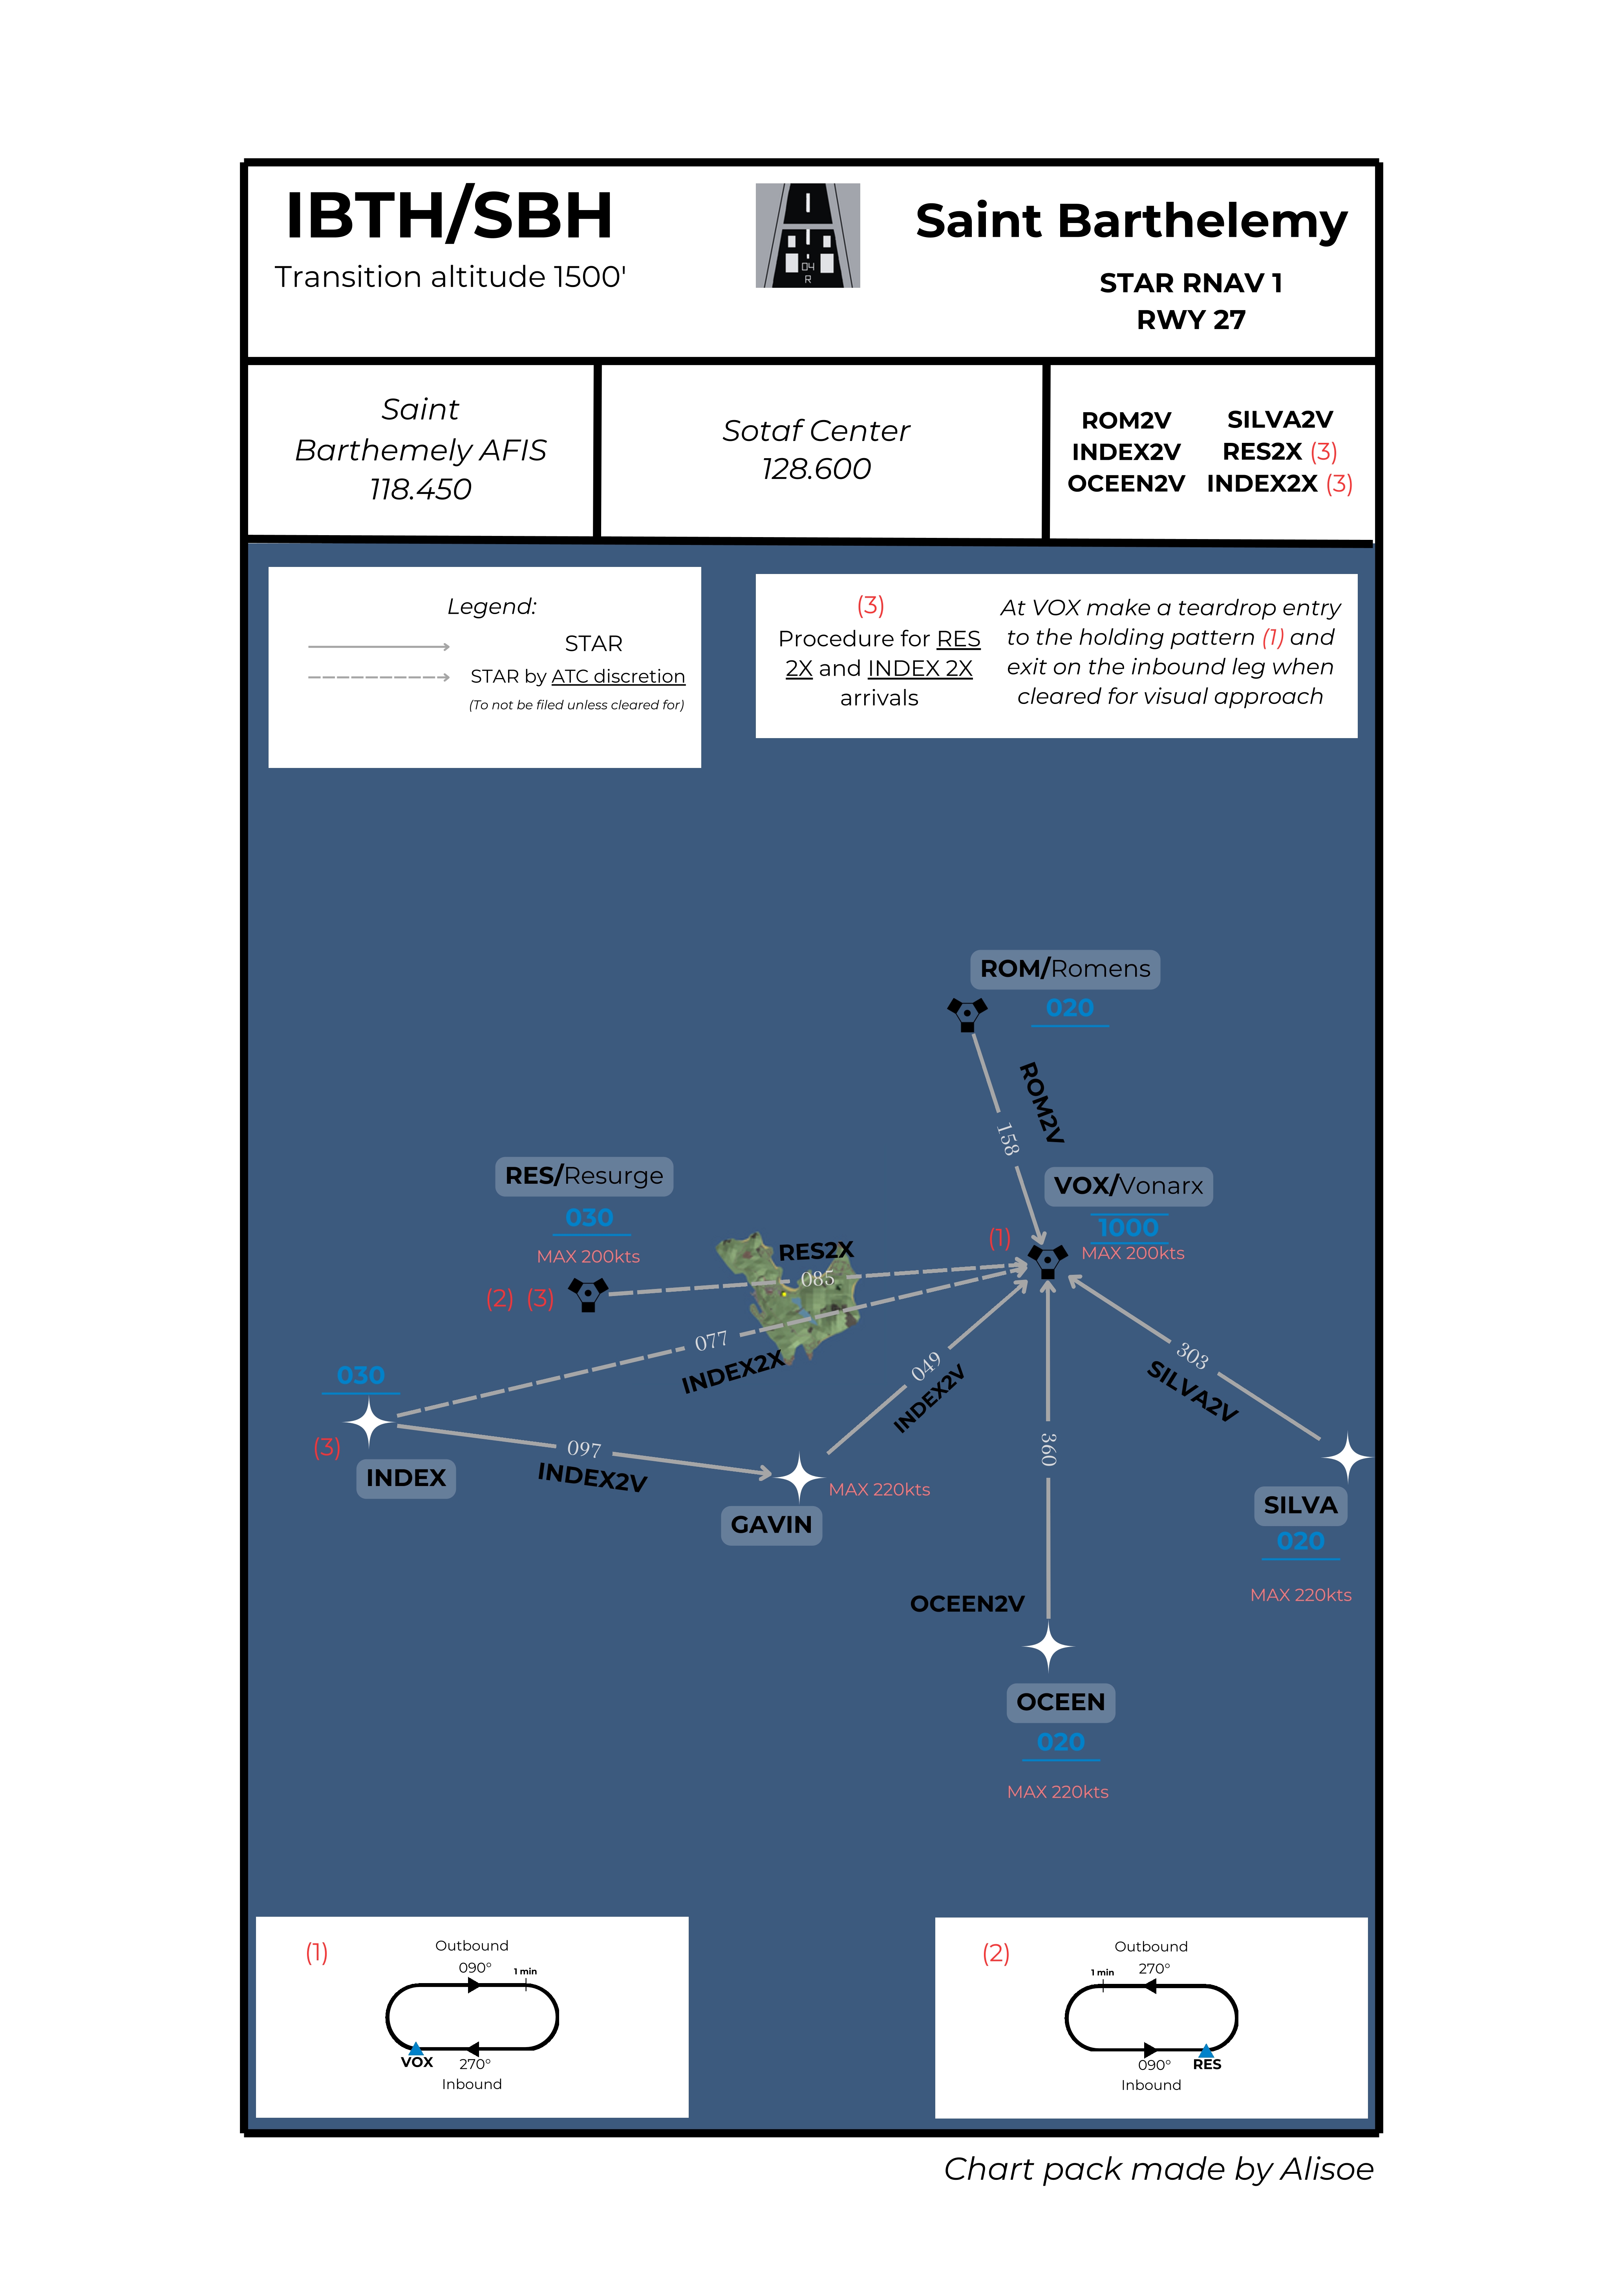 IBTH/SBH
Transition altitude 1500'
04
R
Saint Barthelemy
STAR RNAV 1
RWY 27
Saint
Barthemely AFIS
118.450
Sotaf Center
128.600
ROM2V
INDEX2V
OCEEN2V
SILVA2V
RES2X (3)
INDEX2X (3)
Legend:
STAR
STAR by ATC discretion
(To not be filed unless cleared for)
(3)
Procedure for RES
2X and INDEX 2X
arrivals
At VOX make a teardrop entry
to the holding pattern (1) and
exit on the inbound leg when
cleared for visual approach
ROM/Romens
020
ROM2V
158
RES/Resurge
030
MAX 200kts
(2) (3)
VOX/Vonarx
1000
MAX 200kts
(1)
RES2X
085
077
INDEX2X
030
(3)
INDEX
097
INDEX2V
049
INDEX2V
GAVIN
MAX 220kts
303
SILVA2V
360
SILVA
020
MAX 220kts
OCEEN2V
OCEEN
020
MAX 220kts
(1)
Outbound
090°
1 min
VOX
270°
Inbound
(2)
Outbound
270°
1 min
090°
RES
Inbound
Chart pack made by Alisoe